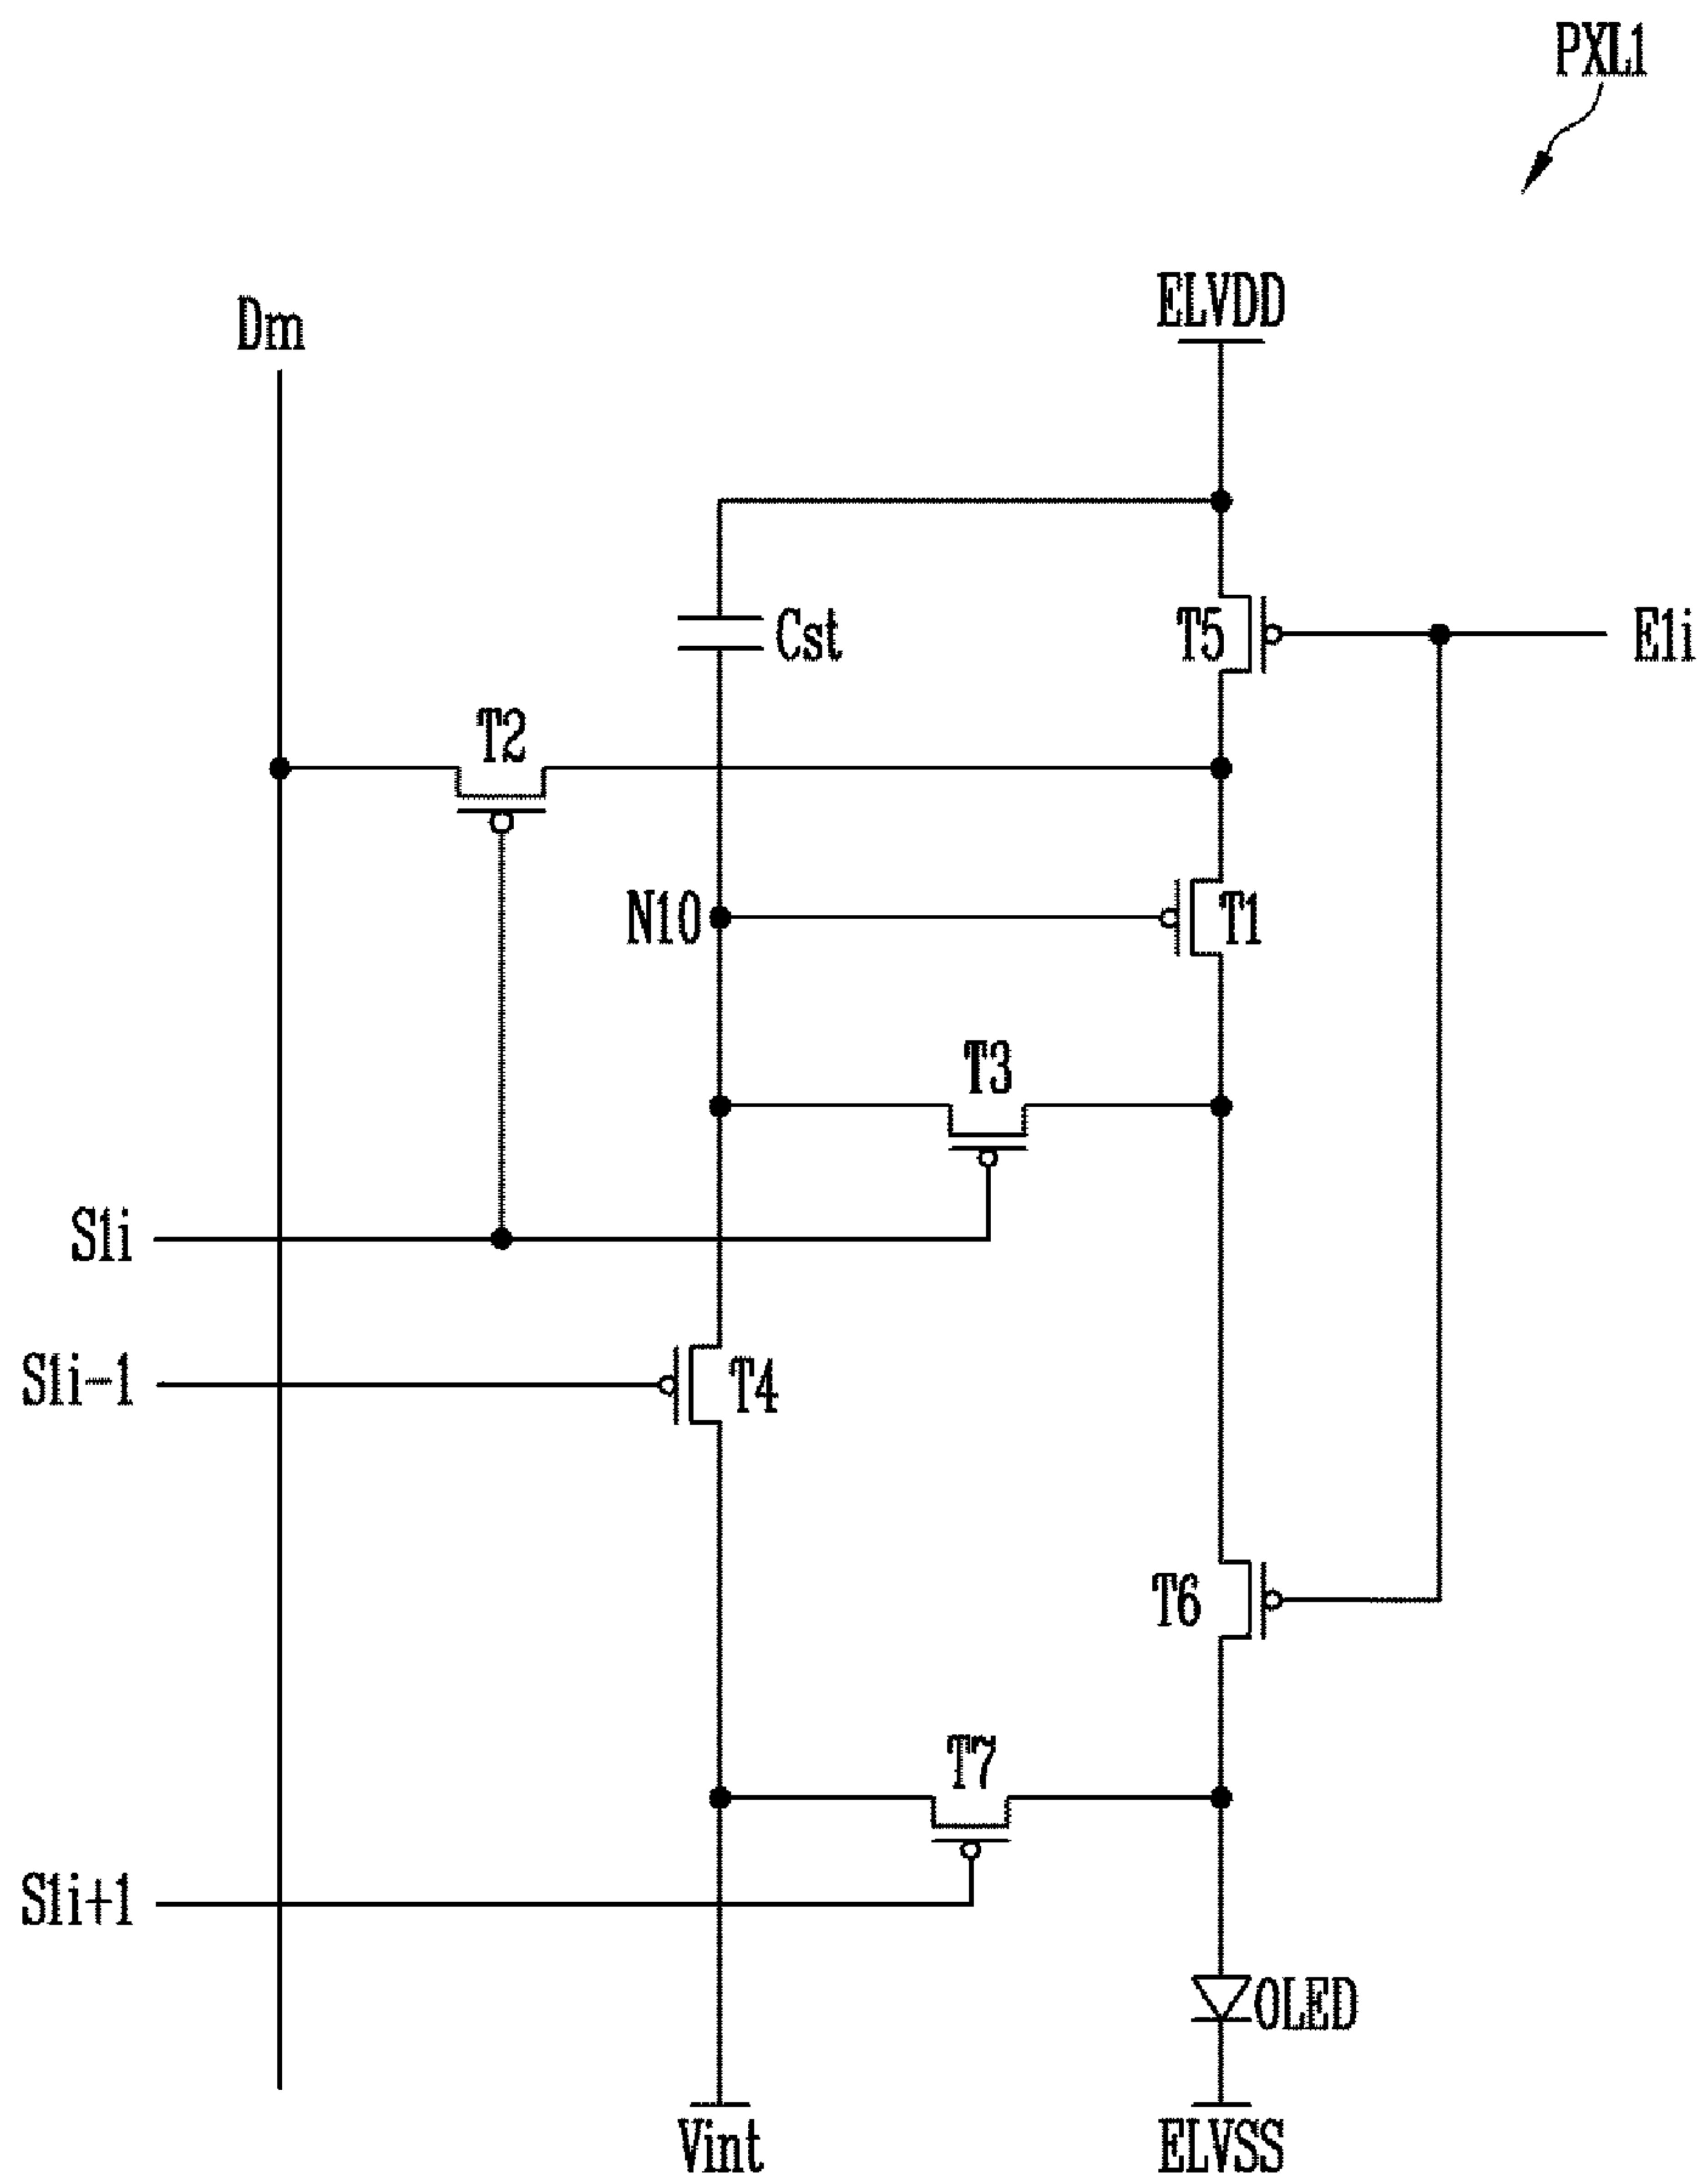 PXL1
ELVDD
Dm
Cst
T5
E1i
T2
N10
T1
T3
S1i
S1i-1
T4
T6
T7
S1i+1
OLED
Vint
ELVSS